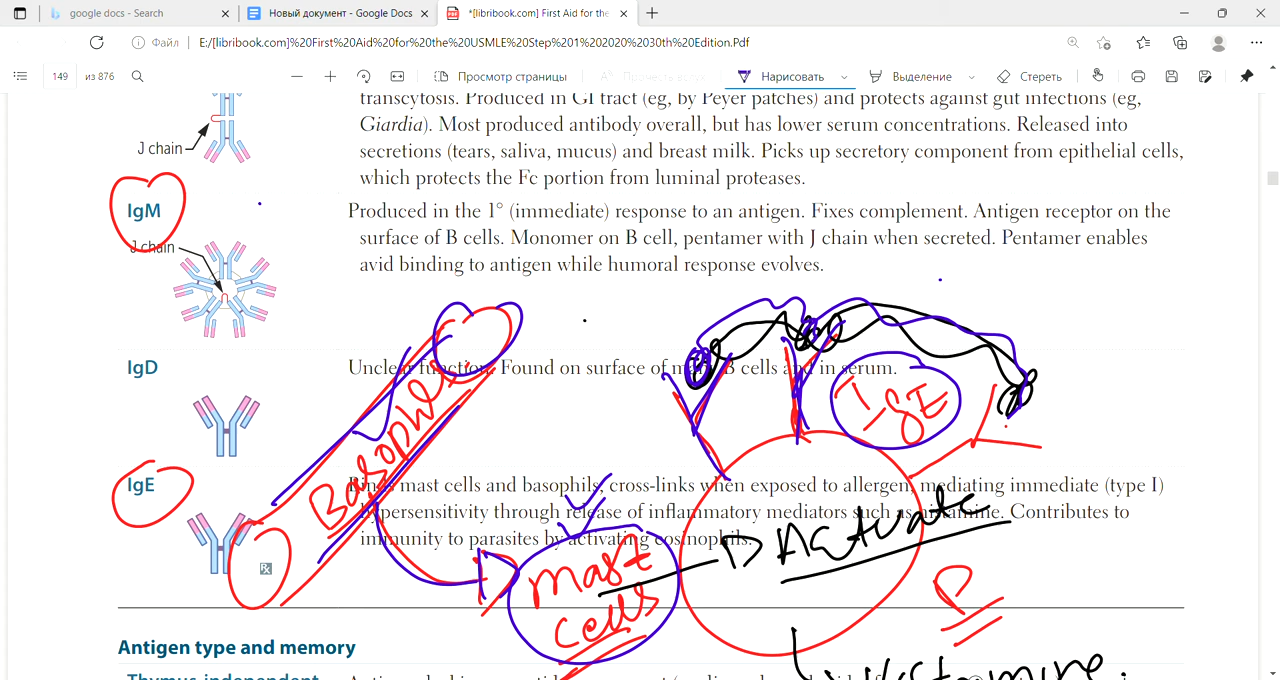 google docs - Search
Новый документ - Google Docs
*[libribook.com] First Aid for the
Файл
E:/[libribook.com]%20First%20Aid%20for%20the%20USMLE%20Step%201%202020%2030th%20Edition.Pdf
149 из 876
Просмотр страницы
Прочесть вслух
Нарисовать
Выделение
Стереть
transcytosis. Produced in GI tract (eg, by Peyer patches) and protects against gut infections (eg,
Giardia). Most produced antibody overall, but has lower serum concentrations. Released into
secretions (tears, saliva, mucus) and breast milk. Picks up secretory component from epithelial cells,
which protects the Fc portion from luminal proteases.
J chain
IgM
Produced in the 1° (immediate) response to an antigen. Fixes complement. Antigen receptor on the
surface of B cells. Monomer on B cell, pentamer with J chain when secreted. Pentamer enables
avid binding to antigen while humoral response evolves.
J chain
IgD
Unclear function. Found on surface of many B cells and in serum.
IgE
IgE
Binds mast cells and basophils; cross-links when exposed to allergen, mediating immediate (type I)
hypersensitivity through release of inflammatory mediators such as histamine. Contributes to
immunity to parasites by activating eosinophils.
mast
cells
Activate
Antigen type and memory